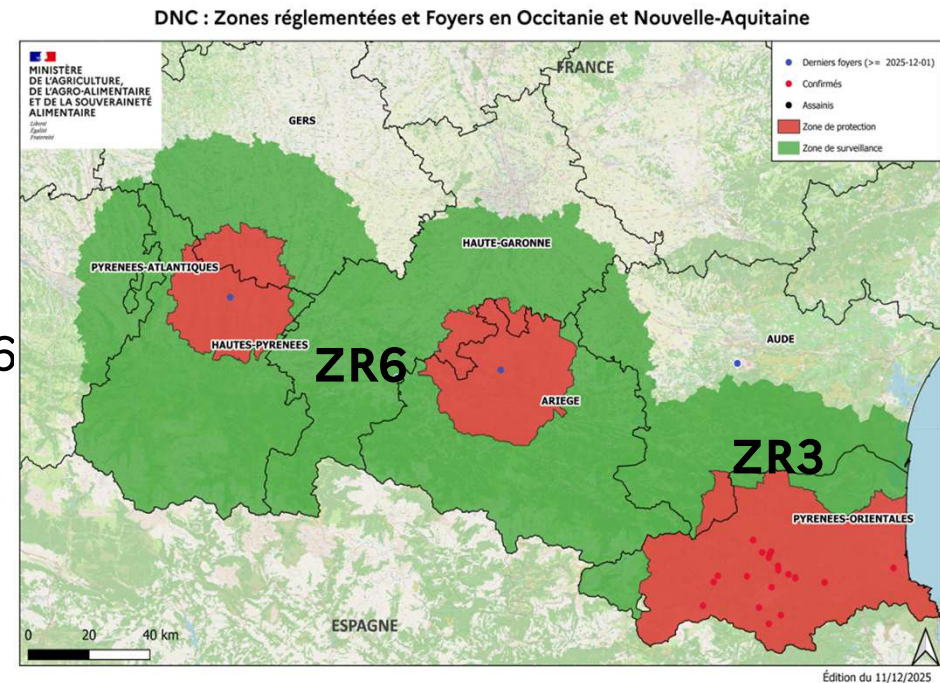 DNC : Zones réglementées et Foyers en Occitanie et Nouvelle-Aquitaine
MINISTÈRE
DE L'AGRICULTURE,
DE L'AGRO-ALIMENTAIRE
ET DE LA SOUVERAINETÉ
ALIMENTAIRE
Liberté
Égalité
Fraternité
FRANCE
Derniers foyers (>= 2025-12-01)
Confirmés
Assainis
Zone de protection
Zone de surveillance
GERS
HAUTE-GARONNE
PYRENEES-ATLANTIQUES
HAUTES-PYRENEES
AUDE
6
ZR6
ARIEGE
ZR3
PYRENEES-ORIENTALES
ESPAGNE
0 20 40 km
Édition du 11/12/2025